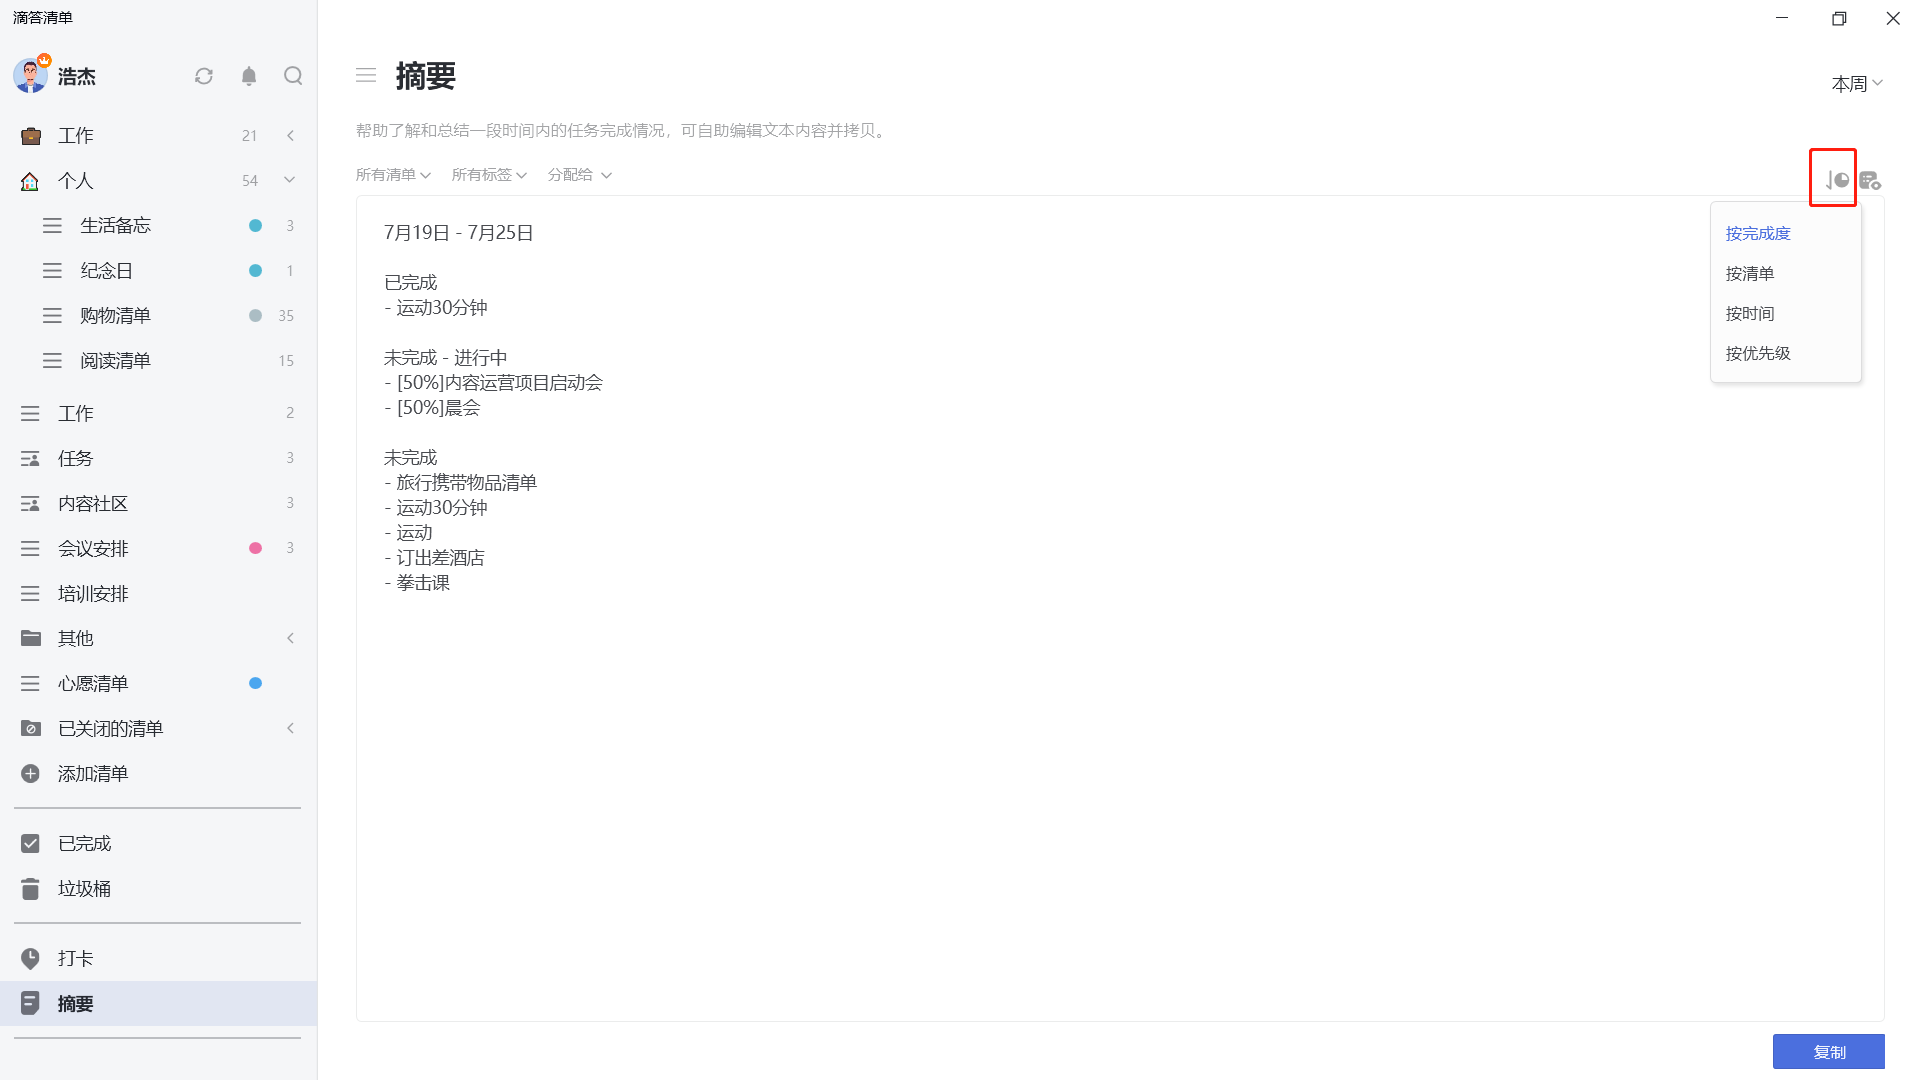 滴答清单
浩杰
工作 21
个人 54
生活备忘 3
纪念日 1
购物清单 35
阅读清单 15
工作 2
任务 3
内容社区 3
会议安排 3
培训安排
其他
心愿清单
已关闭的清单
添加清单
已完成
垃圾桶
打卡
摘要
摘要
本周
帮助了解和总结一段时间内的任务完成情况，可自助编辑文本内容并拷贝。
所有清单 所有标签 分配给
7月19日 - 7月25日
已完成
- 运动30分钟
未完成 - 进行中
- [50%]内容运营项目启动会
- [50%]晨会
未完成
- 旅行携带物品清单
- 运动30分钟
- 运动
- 订出差酒店
- 拳击课
按完成度
按清单
按时间
按优先级
复制